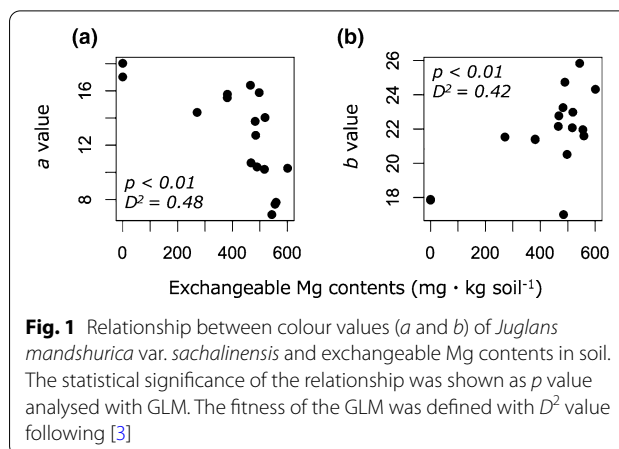 (a)
(b)
a value
8
10
12
14
16
p < 0.01
D² = 0.48
0
200
400
600
b value
18
20
22
24
26
p < 0.01
D² = 0.42
0
200
400
600
Exchangeable Mg contents (mg · kg soil⁻¹)
Fig. 1 Relationship between colour values (a and b) of Juglans
mandshurica var. sachalinensis and exchangeable Mg contents in soil.
The statistical significance of the relationship was shown as p value
analysed with GLM. The fitness of the GLM was defined with D² value
following [3]